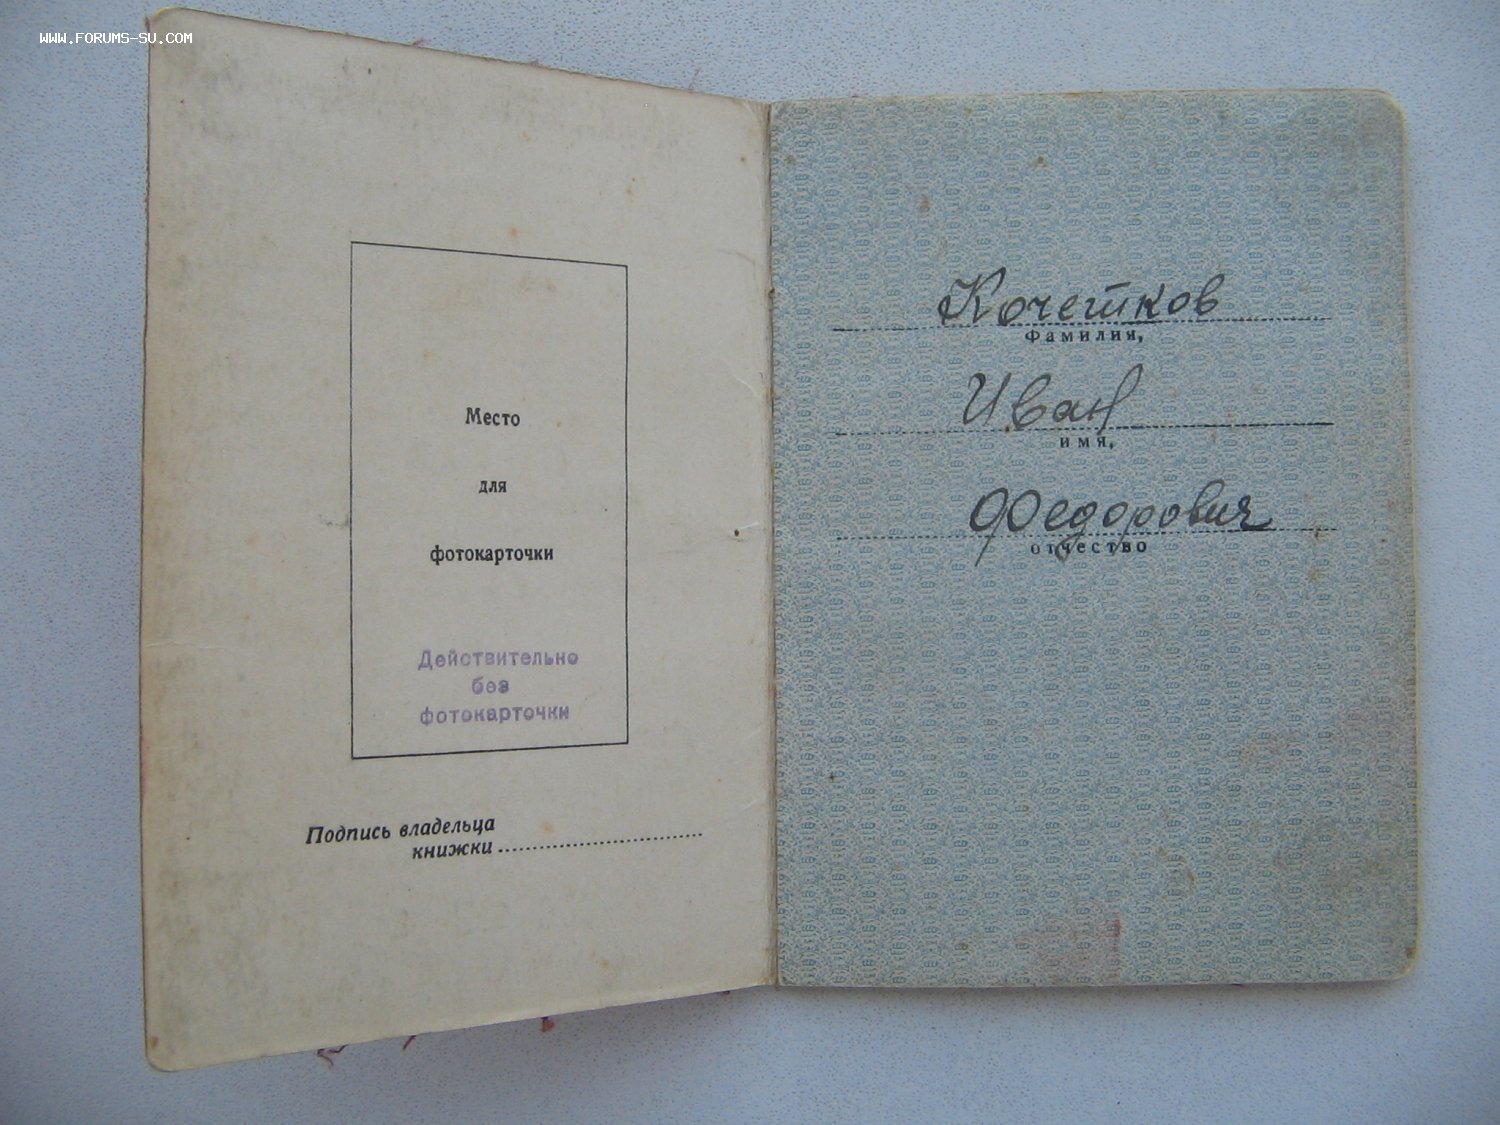 WWW.FORUMS-SU.COM
Место
для
фотокарточки
Действительно
без
фотокарточки
Подпись владельца
книжки
Кочетков
Фамилия,
Иван
имя,
Федорович
отчество